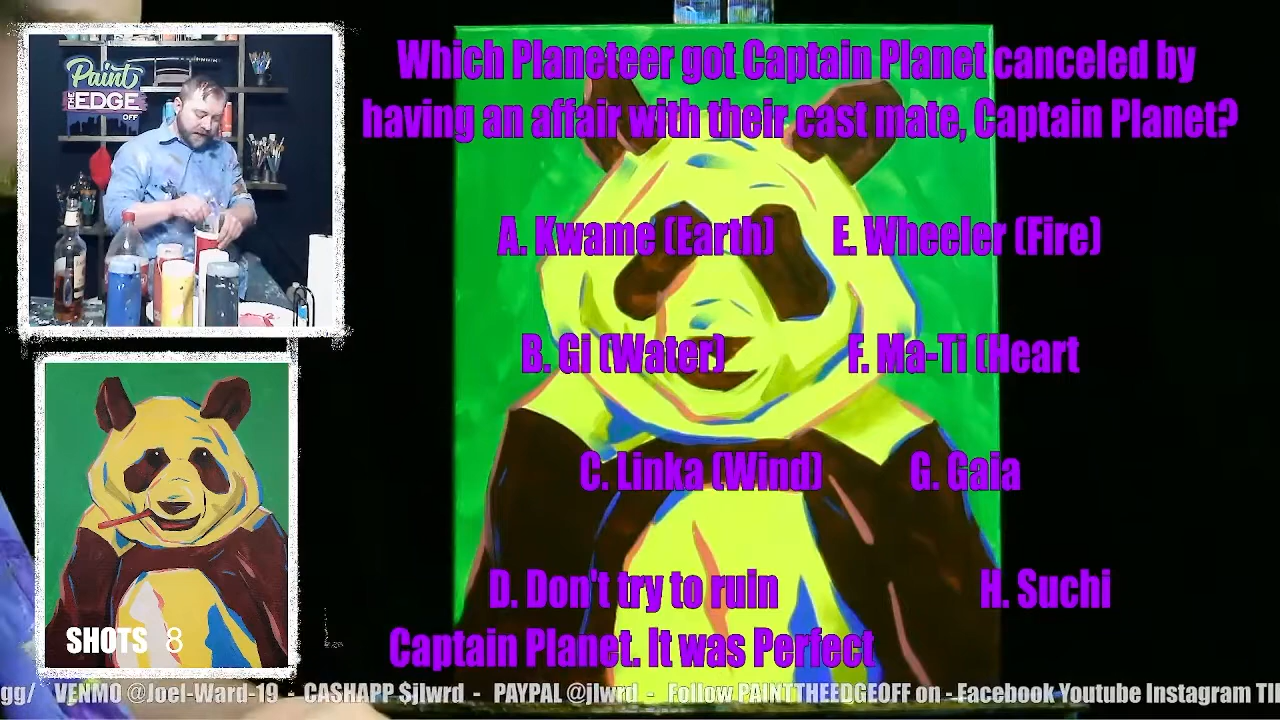 Which Planeteer got Captain Planet canceled by
having an affair with their cast mate, Captain Planet?
Paint
THE EDGE
OFF
A. Kwame (Earth)
E. Wheeler (Fire)
B. Gi (Water)
F. Ma-Ti (Heart
C. Linka (Wind)
G. Gaia
D. Don't try to ruin
Captain Planet. It was Perfect
H. Suchi
SHOTS 8
gg/ VENMO @Joel-Ward-19 - CASHAPP $jlwrd - PAYPAL @jlwrd - Follow PAINTTHEEDGEOFF on - Facebook Youtube Instagram